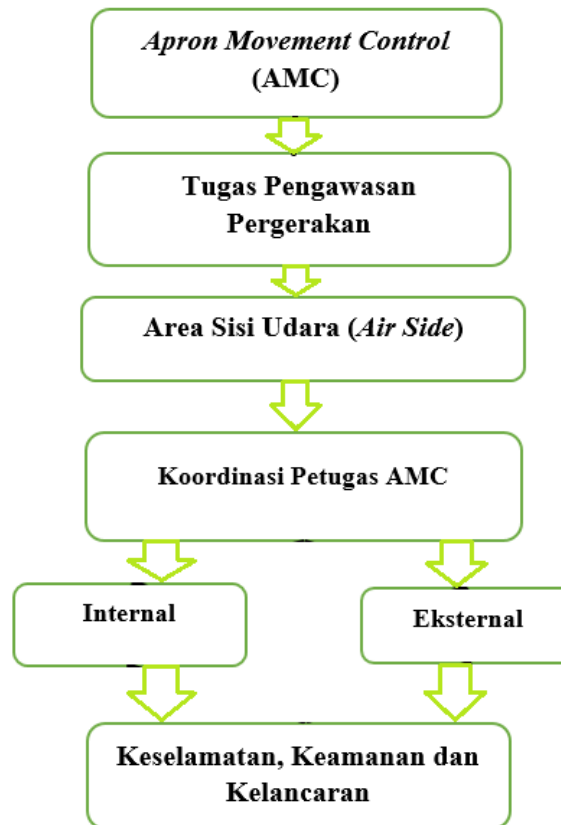 Apron Movement Control
(AMC)
Tugas Pengawasan
Pergerakan
Area Sisi Udara (Air Side)
Koordinasi Petugas AMC
Internal
Eksternal
Keselamatan, Keamanan dan
Kelancaran